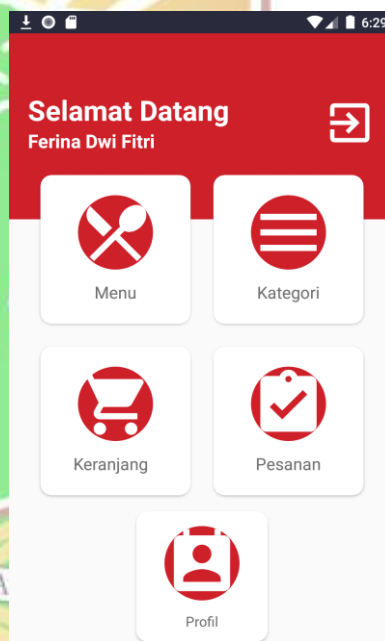 6:29
Selamat Datang
Ferina Dwi Fitri
Menu
Kategori
Keranjang
Pesanan
Profil